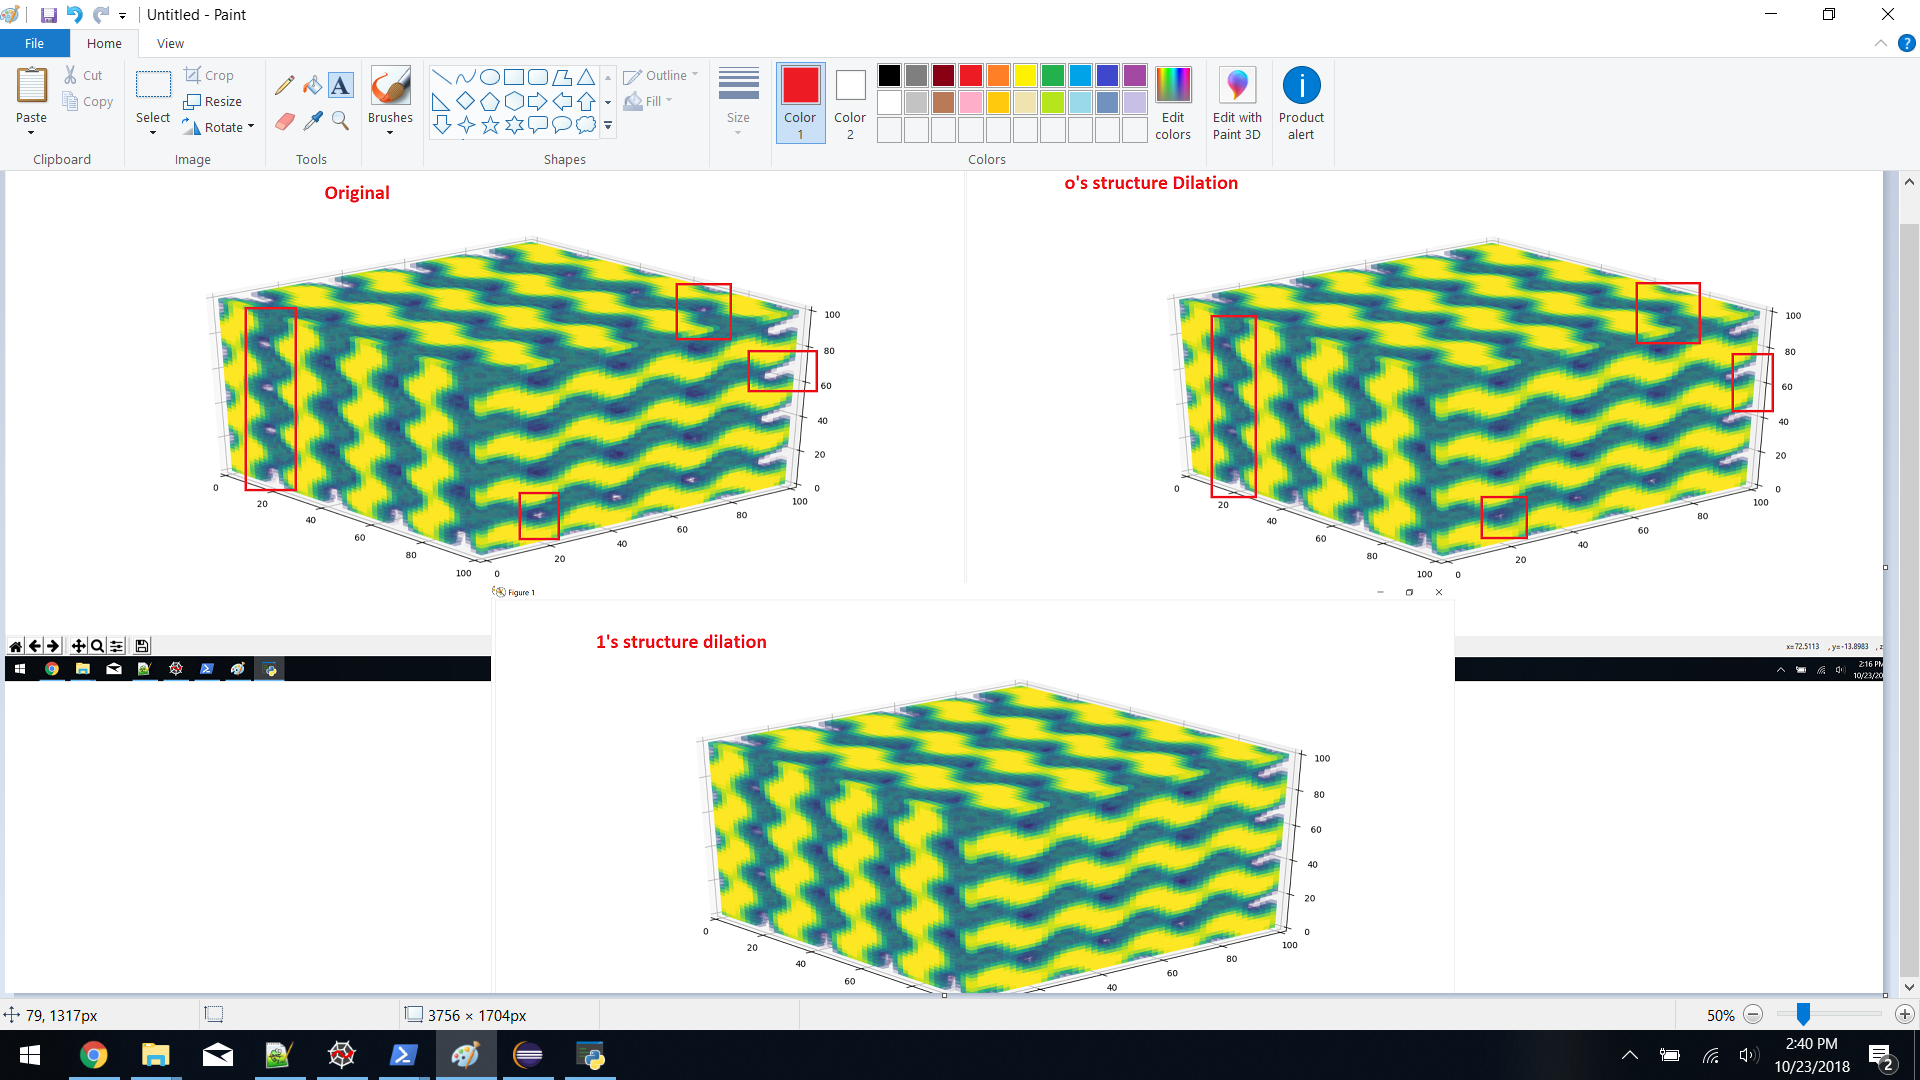 Untitled - Paint
File Home View
Paste
Cut
Copy
Clipboard
Select
Crop
Resize
Rotate
Image
A
Tools
Brushes
Outline
Fill
Shapes
Size
Color 1
Color 2
Edit colors
Colors
Edit with Paint 3D
Product alert
Original
100
80
60
40
20
0
0
20
40
60
80
100
0
20
40
60
80
100
o's structure Dilation
100
80
60
40
20
0
0
20
40
60
80
100
0
20
40
60
80
100
Figure 1
1's structure dilation
100
80
60
40
20
0
0
20
40
60
40
60
80
100
x=72.5113 , y=-13.8983 , z
2:16 PM
10/23/20
79, 1317px
3756 × 1704px
50%
2:40 PM
10/23/2018
2